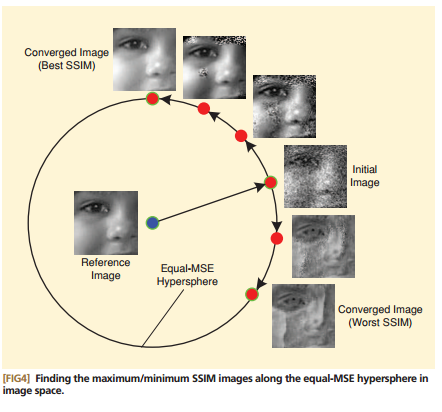 Converged Image
(Best SSIM)
Initial
Image
Reference
Image
Equal-MSE
Hypersphere
Converged Image
(Worst SSIM)
[FIG4] Finding the maximum/minimum SSIM images along the equal-MSE hypersphere in
image space.